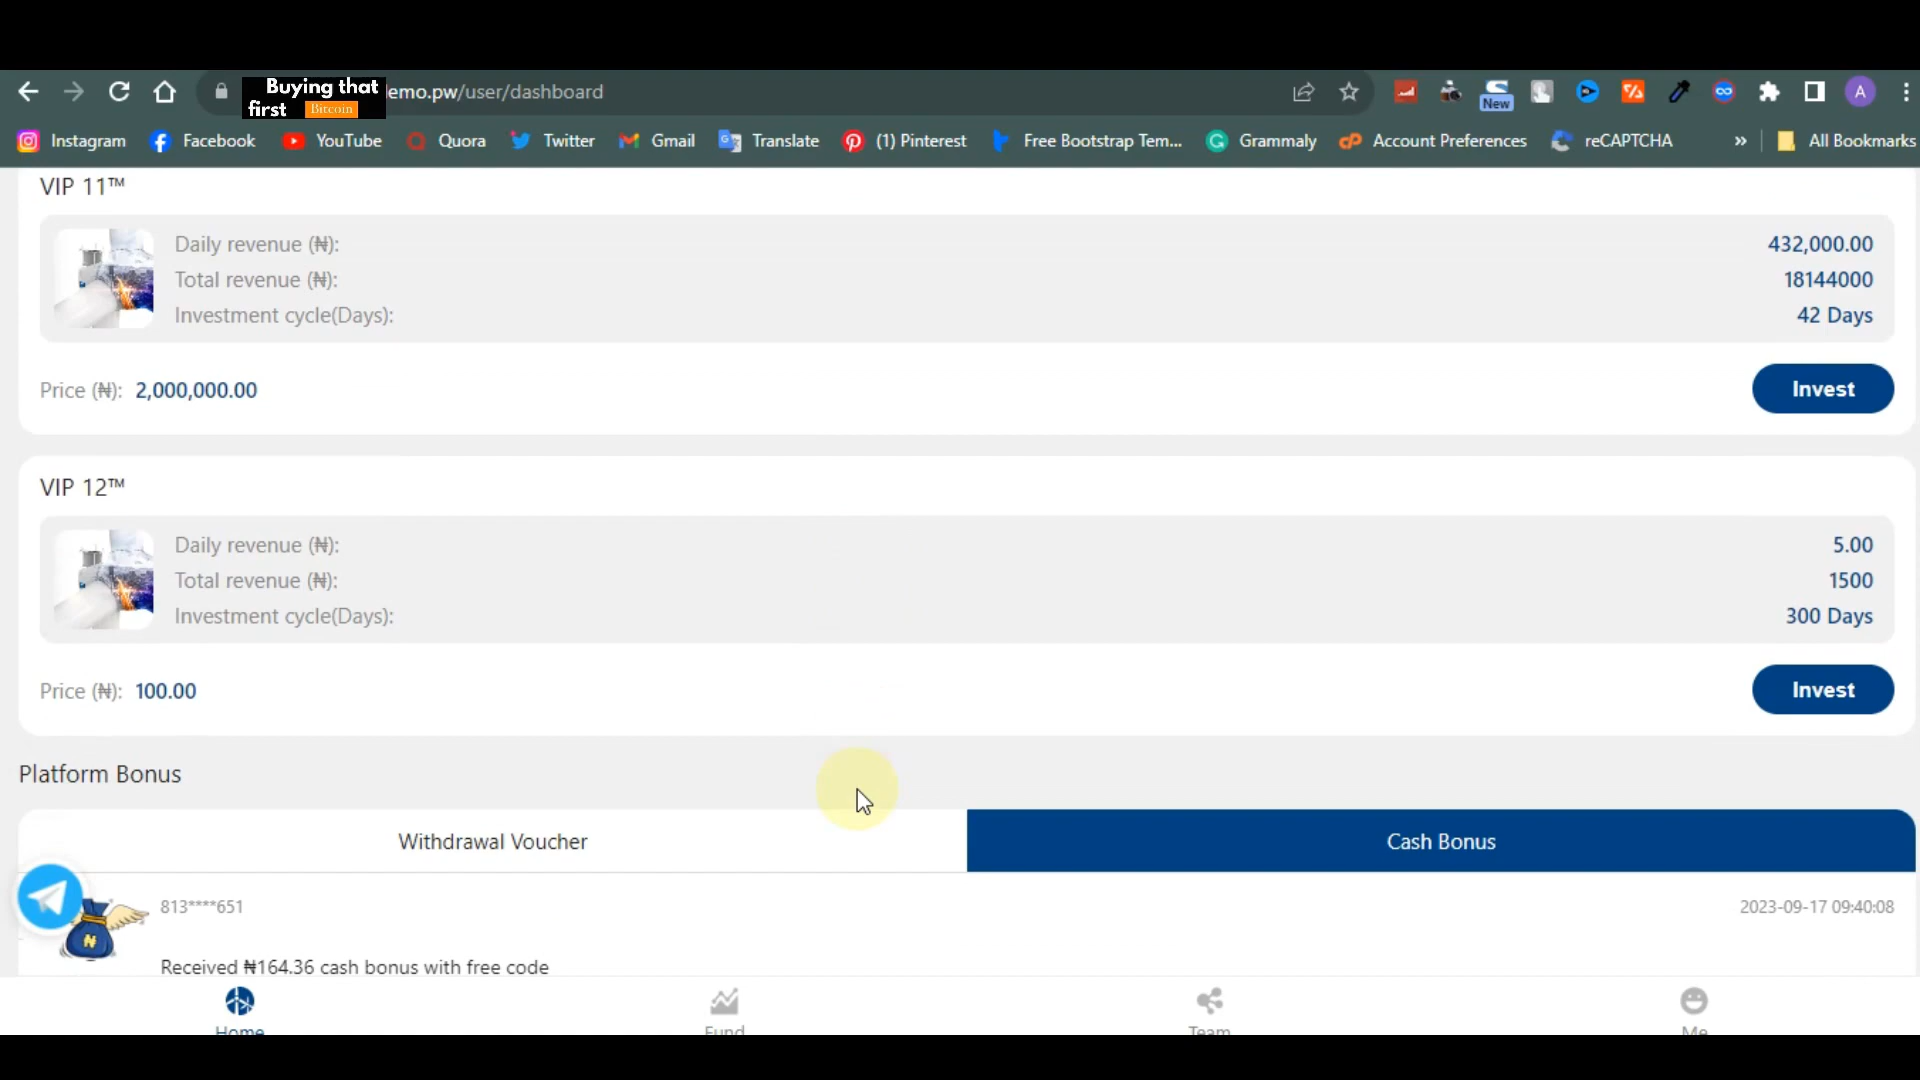 Buying that
first Bitcoin
emo.pw/user/dashboard
New
A
Instagram Facebook YouTube Quora Twitter Gmail Translate (1) Pinterest Free Bootstrap Tem... Grammaly Account Preferences reCAPTCHA » All Bookmarks
VIP 11™
Daily revenue (₦): 432,000.00
Total revenue (₦): 18144000
Investment cycle(Days): 42 Days
Price (₦): 2,000,000.00 Invest
VIP 12™
Daily revenue (₦): 5.00
Total revenue (₦): 1500
Investment cycle(Days): 300 Days
Price (₦): 100.00 Invest
Platform Bonus
Withdrawal Voucher Cash Bonus
813****651 2023-09-17 09:40:08
₦
Received ₦164.36 cash bonus with free code
Home Fund Team Me